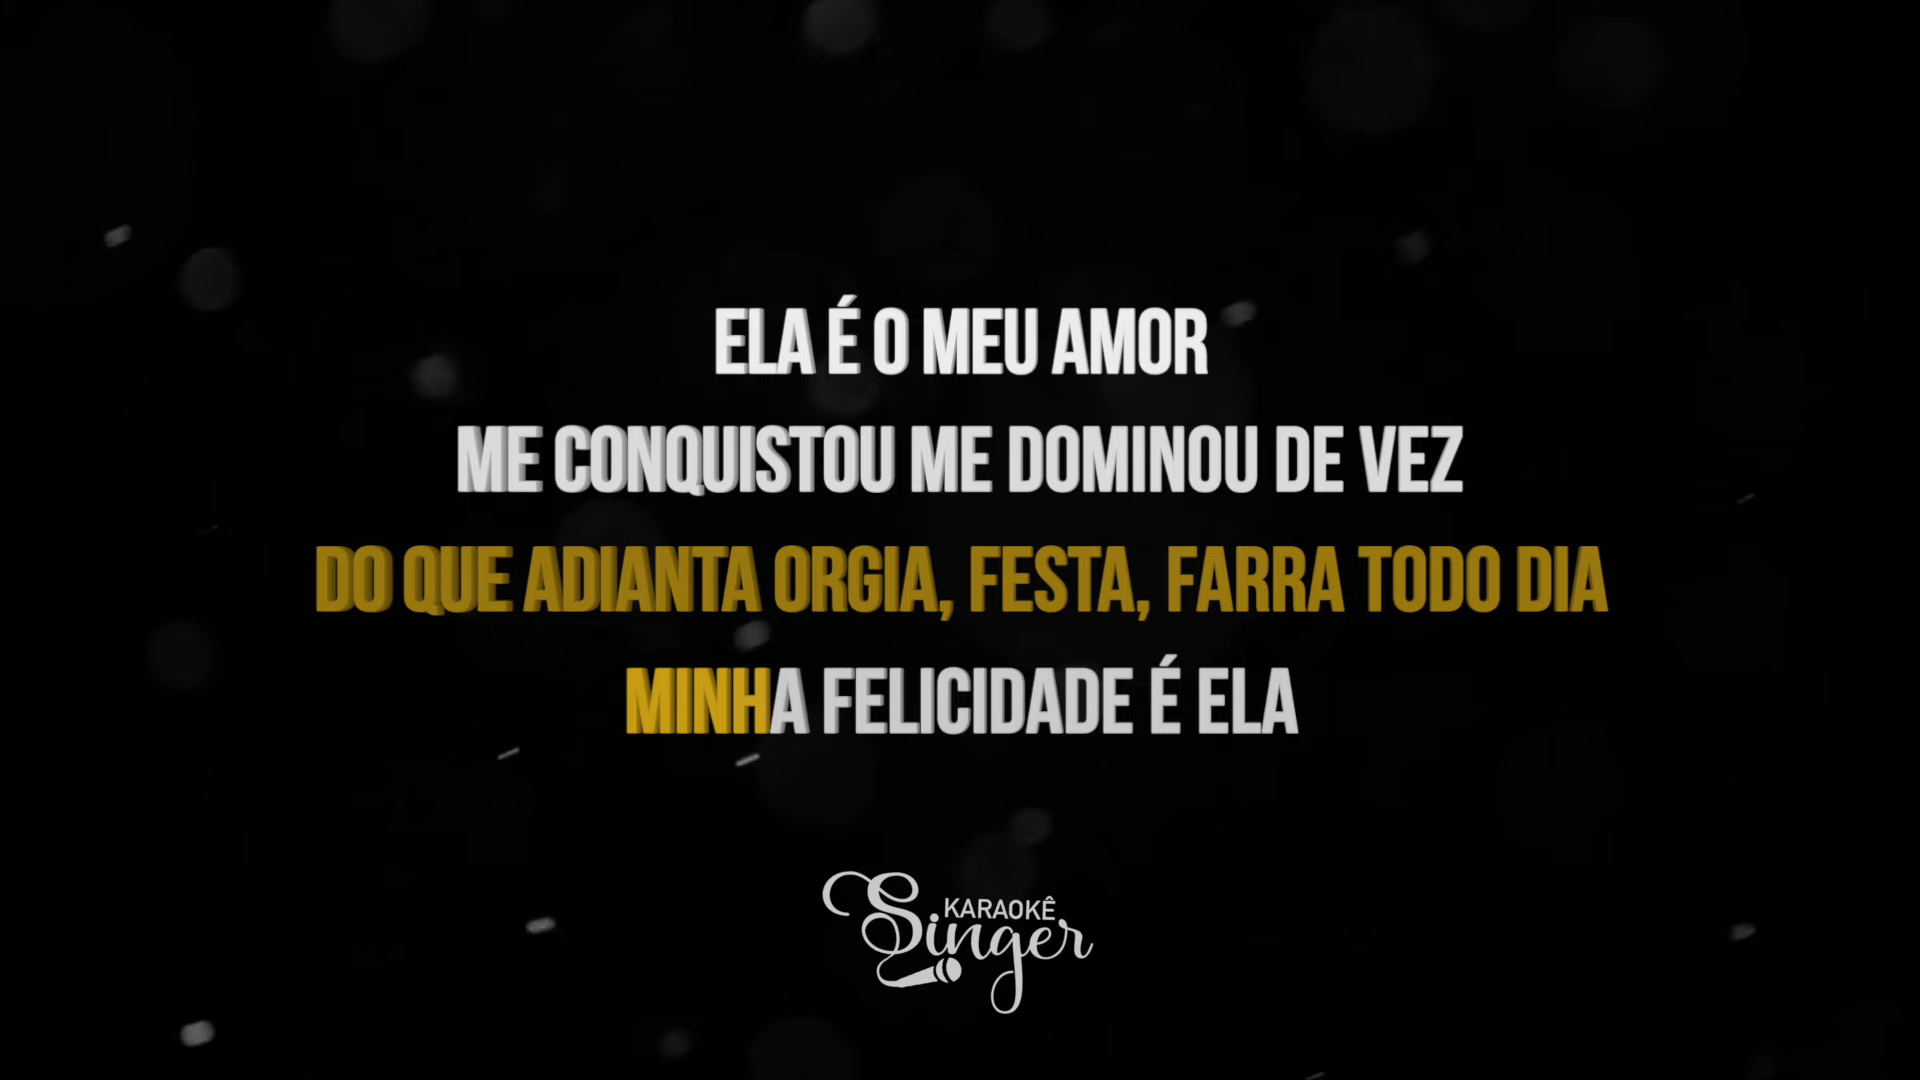 ELA É O MEU AMOR
ME CONQUISTOU ME DOMINOU DE VEZ
DO QUE ADIANTA ORGIA, FESTA, FARRA TODO DIA
MINHA FELICIDADE É ELA
KARAOKÊ
Singer